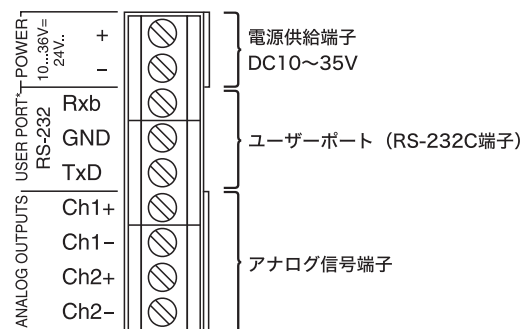 POWER
10...36V=
24V..
+
−
電源供給端子
DC10〜35V
USER PORT*
RS-232
Rxb
GND
TxD
ユーザーポート（RS-232C端子）
ANALOG OUTPUTS
Ch1+
Ch1−
Ch2+
Ch2−
アナログ信号端子